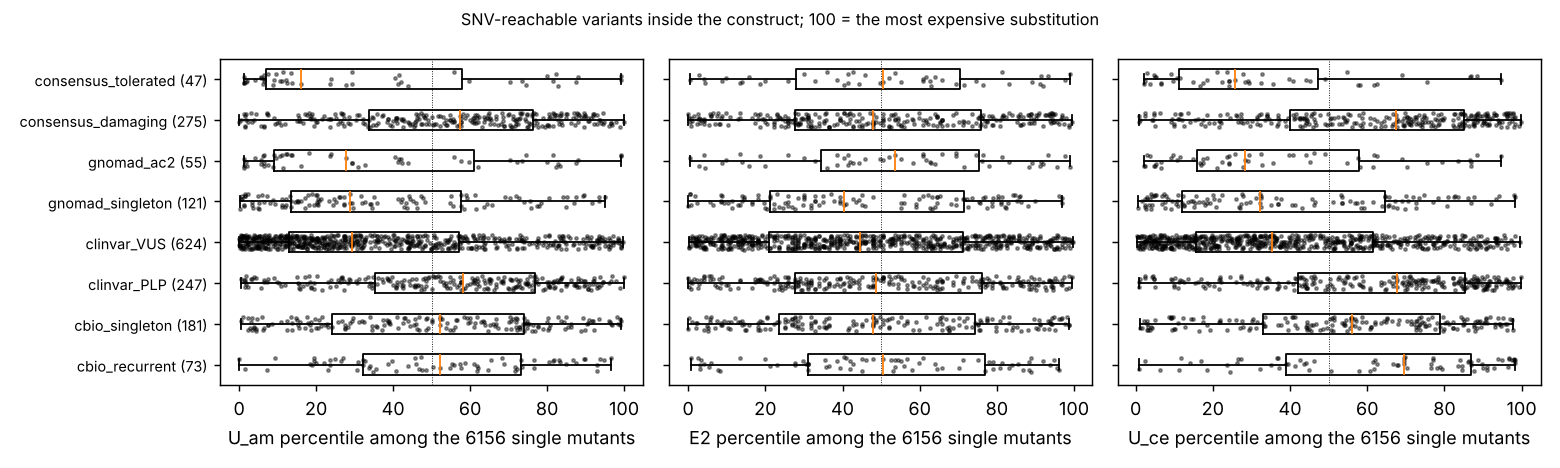 SNV-reachable variants inside the construct; 100 = the most expensive substitution
consensus_tolerated (47)
consensus_damaging (275)
gnomad_ac2 (55)
gnomad_singleton (121)
clinvar_VUS (624)
clinvar_PLP (247)
cbio_singleton (181)
cbio_recurrent (73)
0 20 40 60 80 100
0 20 40 60 80 100
0 20 40 60 80 100
U_am percentile among the 6156 single mutants
E2 percentile among the 6156 single mutants
U_ce percentile among the 6156 single mutants